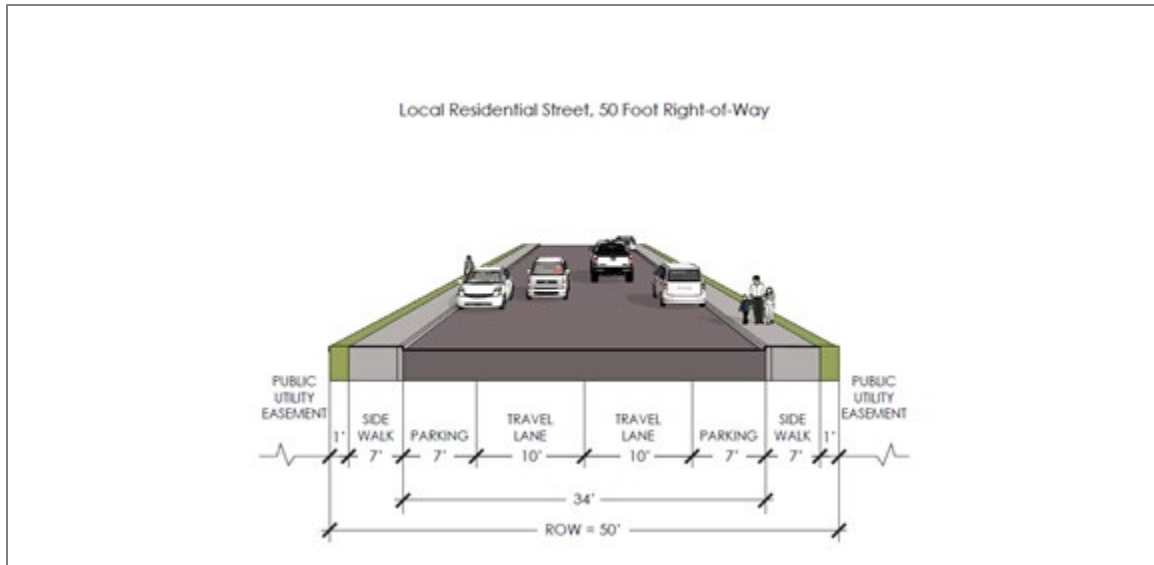 Local Residential Street, 50 Foot Right-of-Way
PUBLIC
UTILITY
EASEMENT
1'
SIDE
WALK
7'
PARKING
7'
TRAVEL
LANE
10'
TRAVEL
LANE
10'
PARKING
7'
SIDE
WALK
7'
1'
PUBLIC
UTILITY
EASEMENT
34'
ROW = 50'